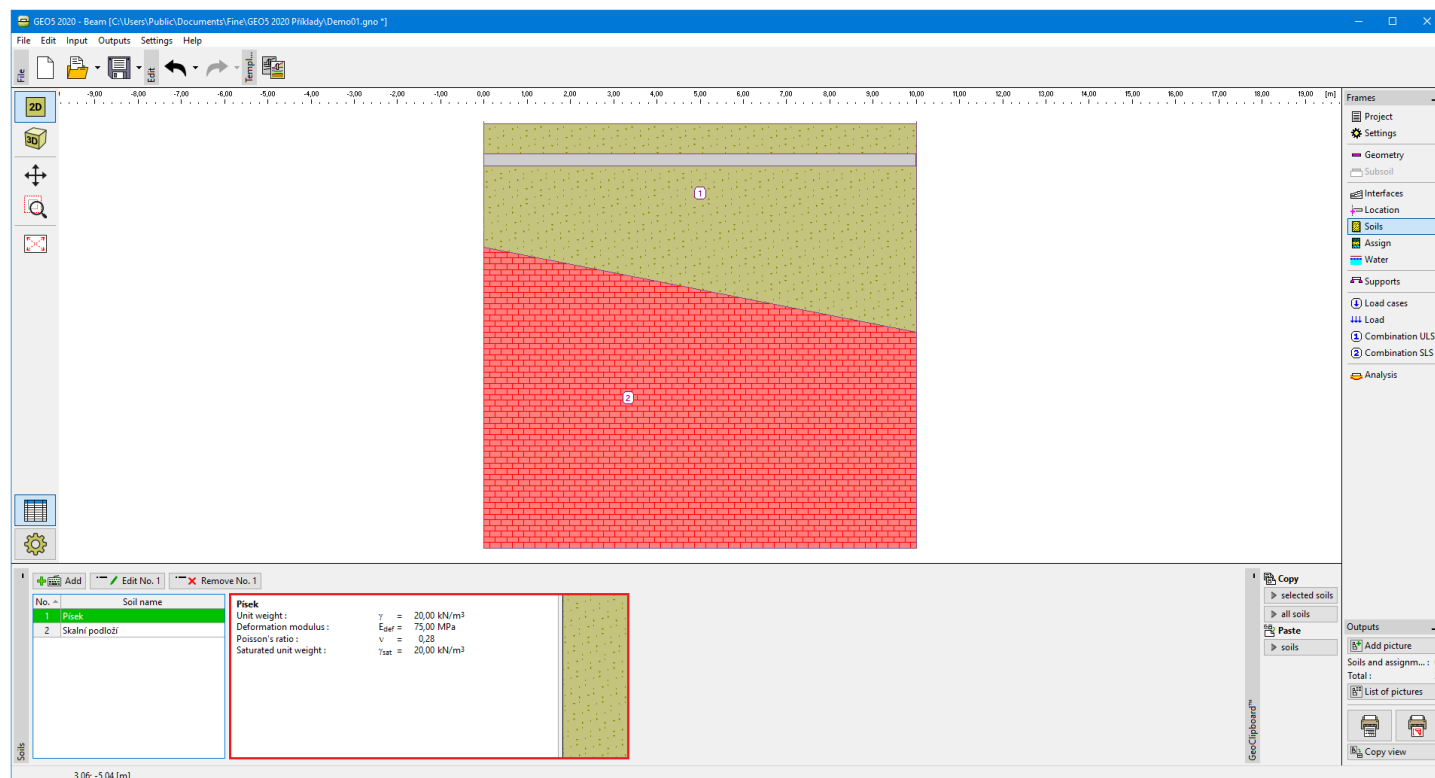 GEO5 2020 - Beam [C:\Users\Public\Documents\Fine\GEO5 2020 Příklady\Demo01.gno *]
File Edit Input Outputs Settings Help
File
Edit
Templ...
-9,00 -8,00 -7,00 -6,00 -5,00 -4,00 -3,00 -2,00 -1,00 0,00 1,00 2,00 3,00 4,00 5,00 6,00 7,00 8,00 9,00 10,00 11,00 12,00 13,00 14,00 15,00 16,00 17,00 18,00 19,00 [m]
2D
3D
1
2
Frames
Project
Settings
Geometry
Subsoil
Interfaces
Location
Soils
Assign
Water
Supports
Load cases
Load
1 Combination ULS
2 Combination SLS
Analysis
Add Edit No. 1 Remove No. 1
No. Soil name
1 Písek
2 Skalní podloží
Písek
Unit weight : γ = 20,00 kN/m³
Deformation modulus : Edef = 75,00 MPa
Poisson's ratio : ν = 0,28
Saturated unit weight : γsat = 20,00 kN/m³
Soils
GeoClipboard™
Copy
selected soils
all soils
Paste
soils
Outputs
Add picture
Soils and assignm... :
Total :
List of pictures
Copy view
3,06; -5,04 [m]